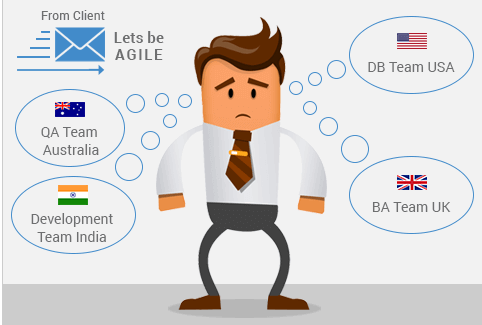 From Client
Lets be
AGILE
DB Team USA
QA Team
Australia
Development
Team India
BA Team UK